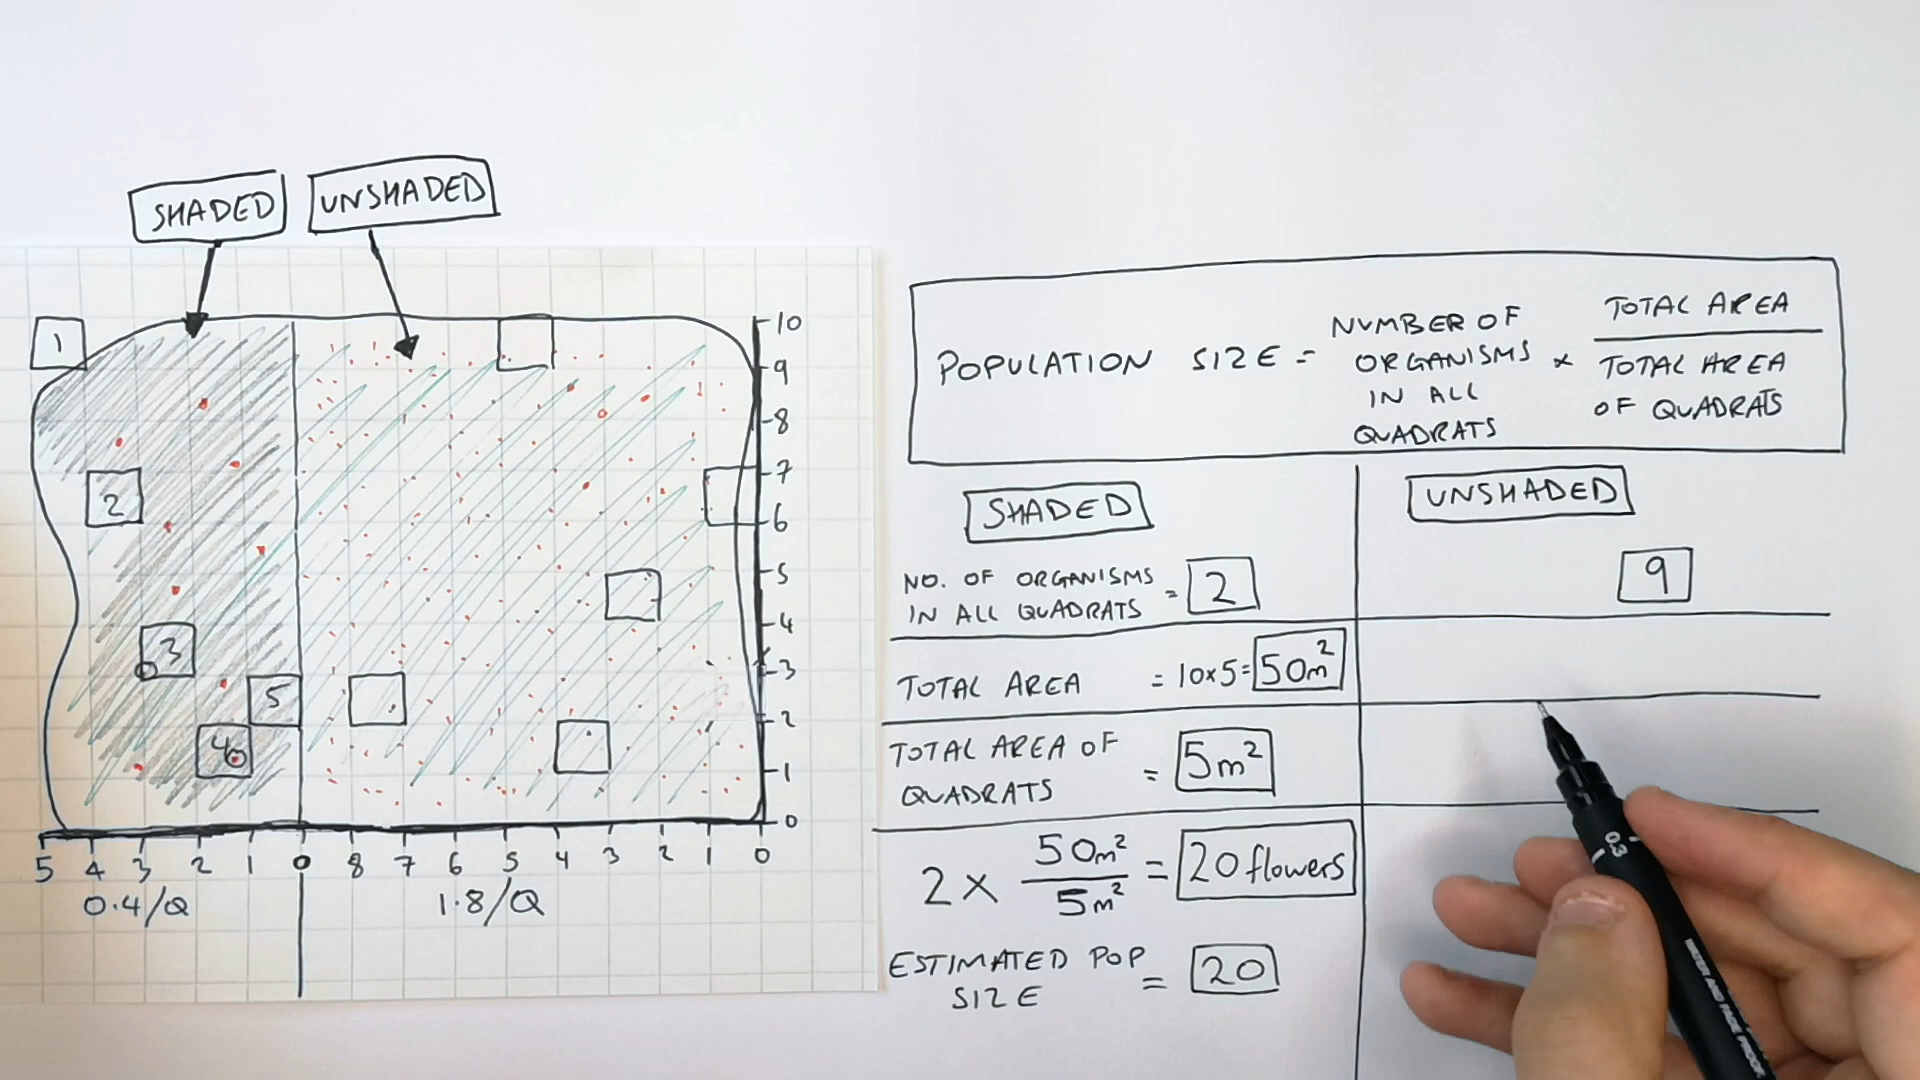 SHADED
UNSHADED
1
2
3
4
5
10
9
8
7
6
5
4
3
2
1
0
5 4 3 2 1 0 8 7 6 5 4 3 2 1 0
0.4/Q
1.8/Q
POPULATION SIZE = NUMBER OF ORGANISMS IN ALL QUADRATS × TOTAL AREA
TOTAL AREA OF QUADRATS
SHADED
UNSHADED
NO. OF ORGANISMS
IN ALL QUADRATS = 2
9
TOTAL AREA = 10×5= 50m²
TOTAL AREA OF
QUADRATS = 5m²
2 × 50m²
5m² = 20 flowers
ESTIMATED POP
SIZE = 20
0.3